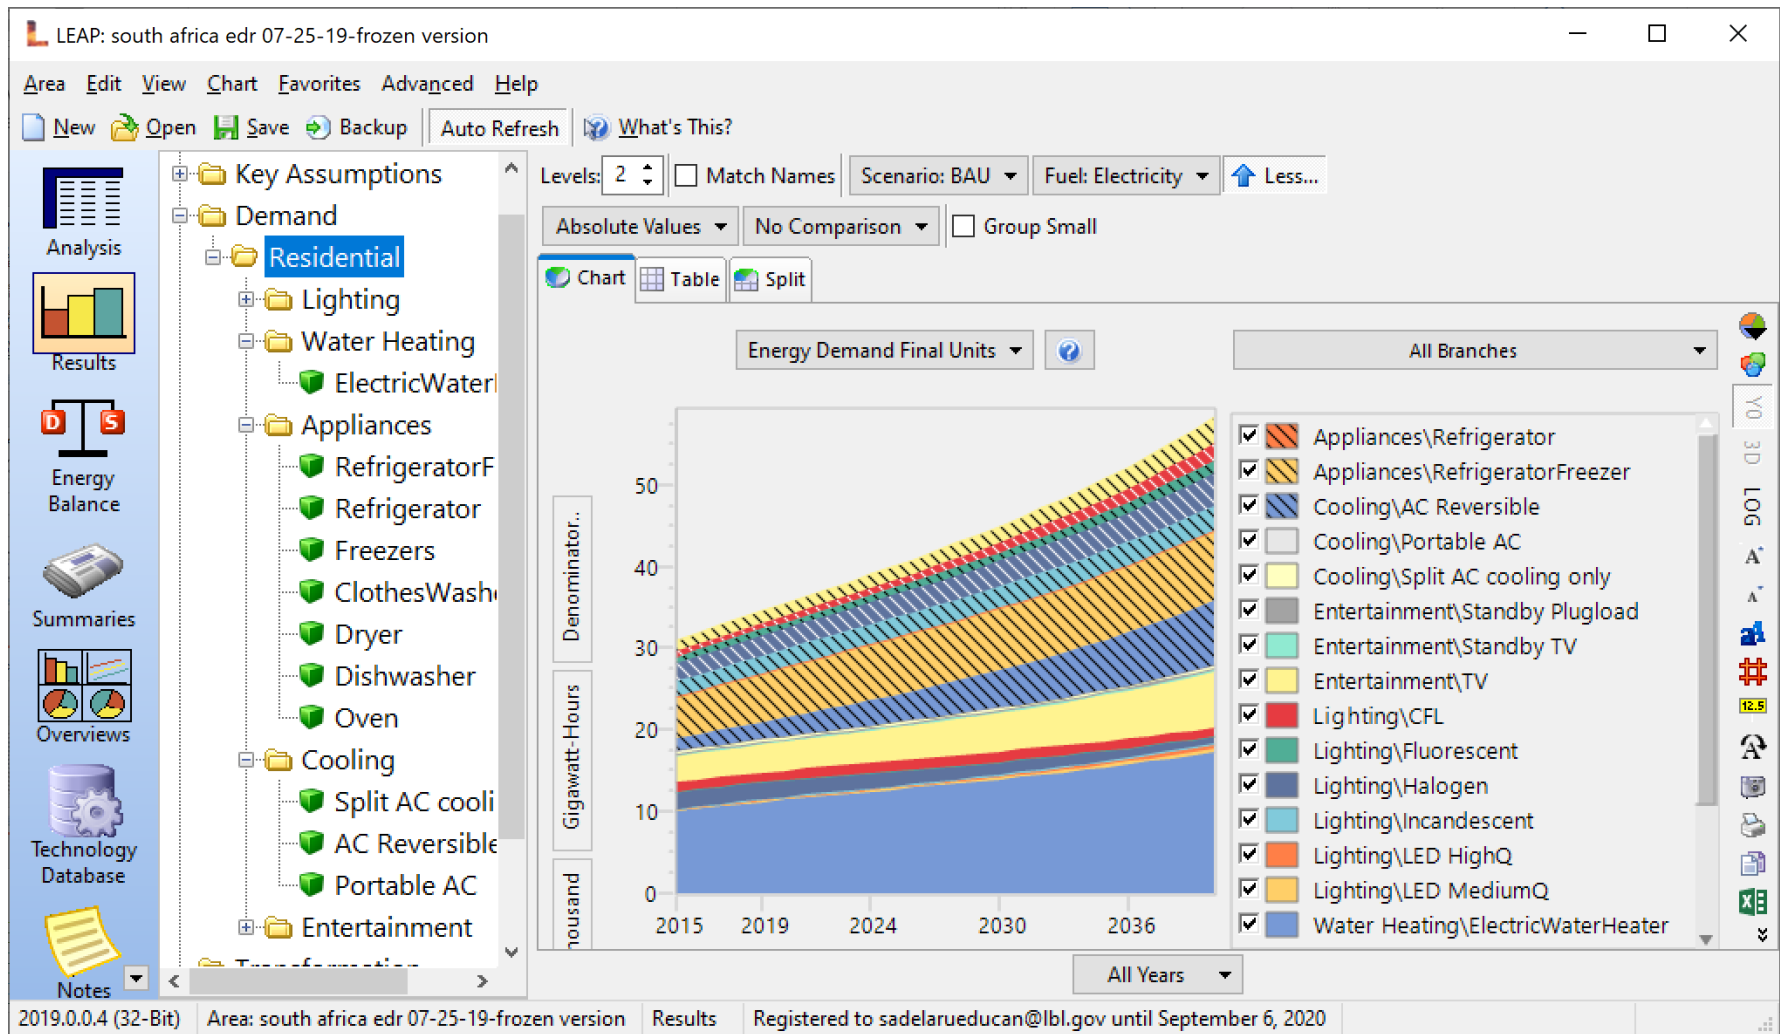 LEAP: south africa edr 07-25-19-frozen version
Area Edit View Chart Favorites Advanced Help
New Open Save Backup Auto Refresh What's This?
Analysis
Results
Energy
Balance
Summaries
Overviews
Technology
Database
Notes
Key Assumptions
Demand
Residential
Lighting
Water Heating
ElectricWater
Appliances
RefrigeratorF
Refrigerator
Freezers
ClothesWash
Dryer
Dishwasher
Oven
Cooling
Split AC cooli
AC Reversible
Portable AC
Entertainment
Transformation
Levels: 2 Match Names Scenario: BAU Fuel: Electricity Less...
Absolute Values No Comparison Group Small
Chart Table Split
Energy Demand Final Units All Branches
Denominator...
Gigawatt-Hours
housand
50
40
30
20
10
0
2015 2019 2024 2030 2036
Appliances\Refrigerator
Appliances\RefrigeratorFreezer
Cooling\AC Reversible
Cooling\Portable AC
Cooling\Split AC cooling only
Entertainment\Standby Plugload
Entertainment\Standby TV
Entertainment\TV
Lighting\CFL
Lighting\Fluorescent
Lighting\Halogen
Lighting\Incandescent
Lighting\LED HighQ
Lighting\LED MediumQ
Water Heating\ElectricWaterHeater
Y0
3D
LOG
12.5
All Years
2019.0.0.4 (32-Bit) Area: south africa edr 07-25-19-frozen version Results Registered to sadelarueducan@lbl.gov until September 6, 2020